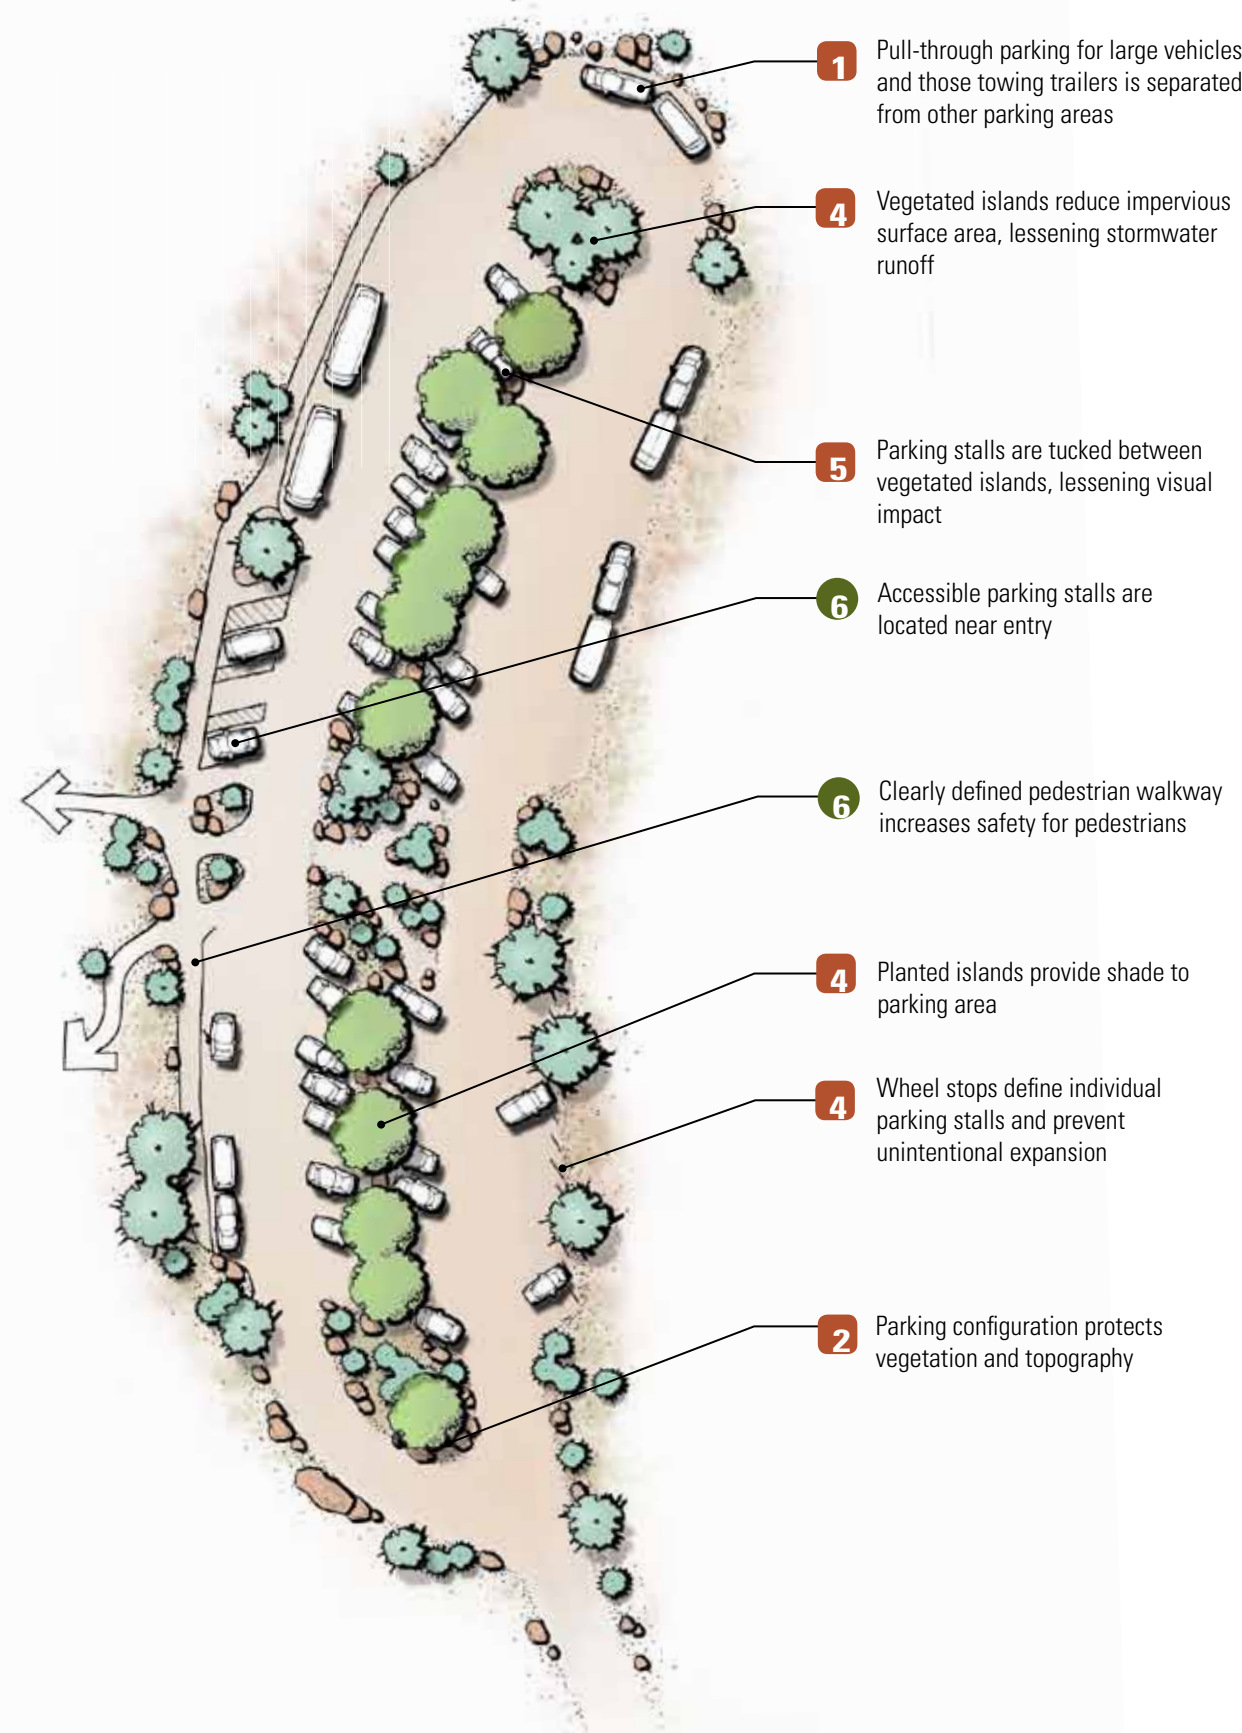 1
Pull-through parking for large vehicles
and those towing trailers is separated
from other parking areas
4
Vegetated islands reduce impervious
surface area, lessening stormwater
runoff
5
Parking stalls are tucked between
vegetated islands, lessening visual
impact
6
Accessible parking stalls are
located near entry
6
Clearly defined pedestrian walkway
increases safety for pedestrians
4
Planted islands provide shade to
parking area
4
Wheel stops define individual
parking stalls and prevent
unintentional expansion
2
Parking configuration protects
vegetation and topography